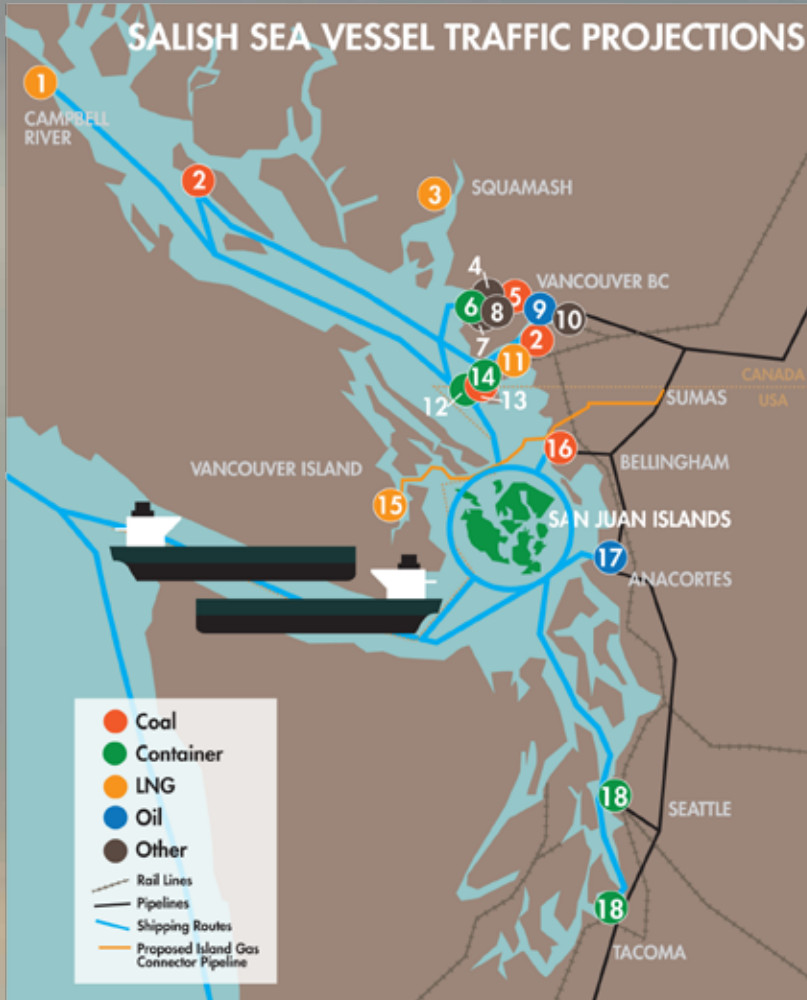 SALISH SEA VESSEL TRAFFIC PROJECTIONS
1
CAMPBELL
RIVER
2
3
SQUAMASH
4
VANCOUVER BC
5
6
8
9
10
7
2
11
14
CANADA
12
13
SUMAS
USA
16
BELLINGHAM
VANCOUVER ISLAND
15
SAN JUAN ISLANDS
17
ANACORTES
Coal
Container
LNG
Oil
Other
Rail Lines
Pipelines
Shipping Routes
Proposed Island Gas
Connector Pipeline
18
SEATTLE
18
TACOMA